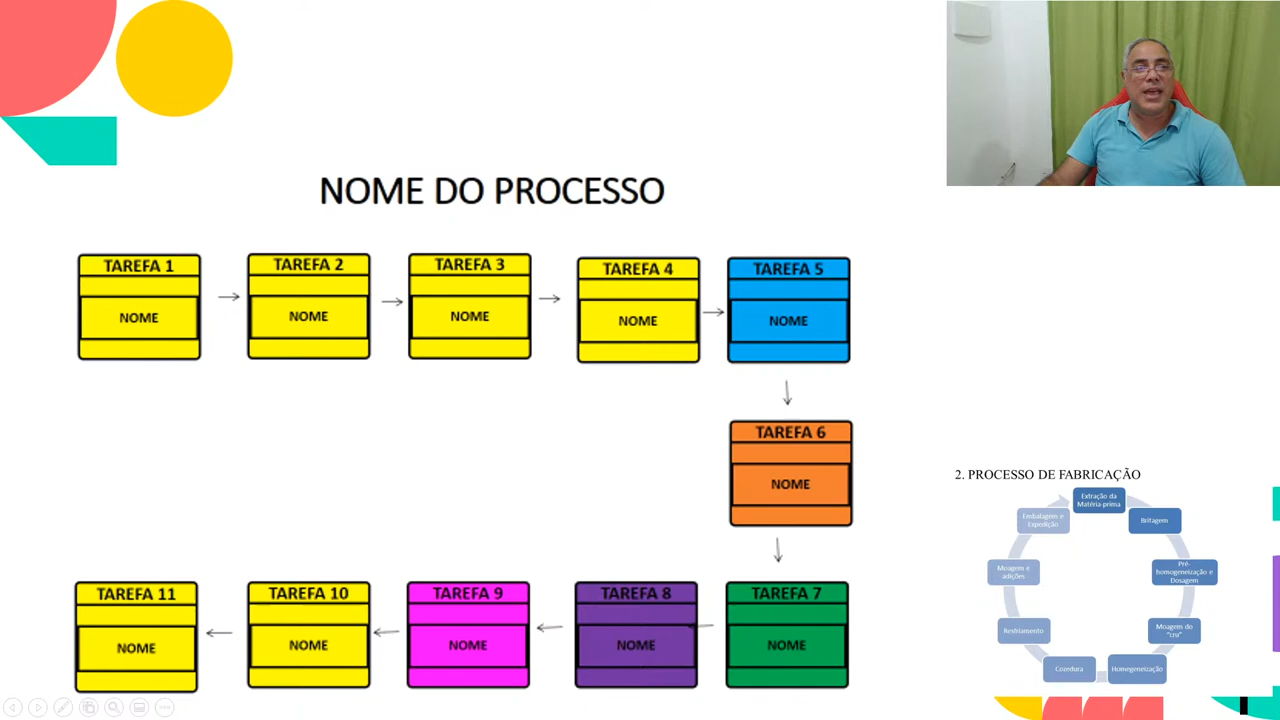 NOME DO PROCESSO
TAREFA 1
NOME
TAREFA 2
NOME
TAREFA 3
NOME
TAREFA 4
NOME
TAREFA 5
NOME
TAREFA 6
NOME
TAREFA 7
NOME
TAREFA 8
NOME
TAREFA 9
NOME
TAREFA 10
NOME
TAREFA 11
NOME
2. PROCESSO DE FABRICAÇÃO
Extração da
Matéria-prima
Britagem
Pré-
homogeneização e
Dosagem
Moagem do
"cru"
Homegeneização
Cozedura
Resfriamento
Moagem e
adições
Embalagem e
Expedição